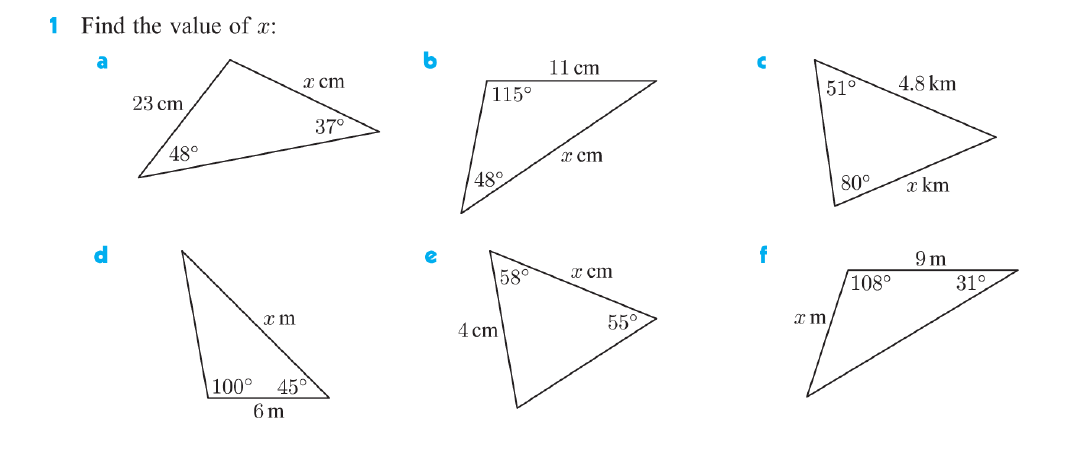 1 Find the value of x:
a
23 cm
x cm
48°
37°
b
11 cm
115°
48°
x cm
c
51°
4.8 km
80°
x km
d
x m
100°
45°
6 m
e
58°
x cm
4 cm
55°
f
9 m
108°
31°
x m